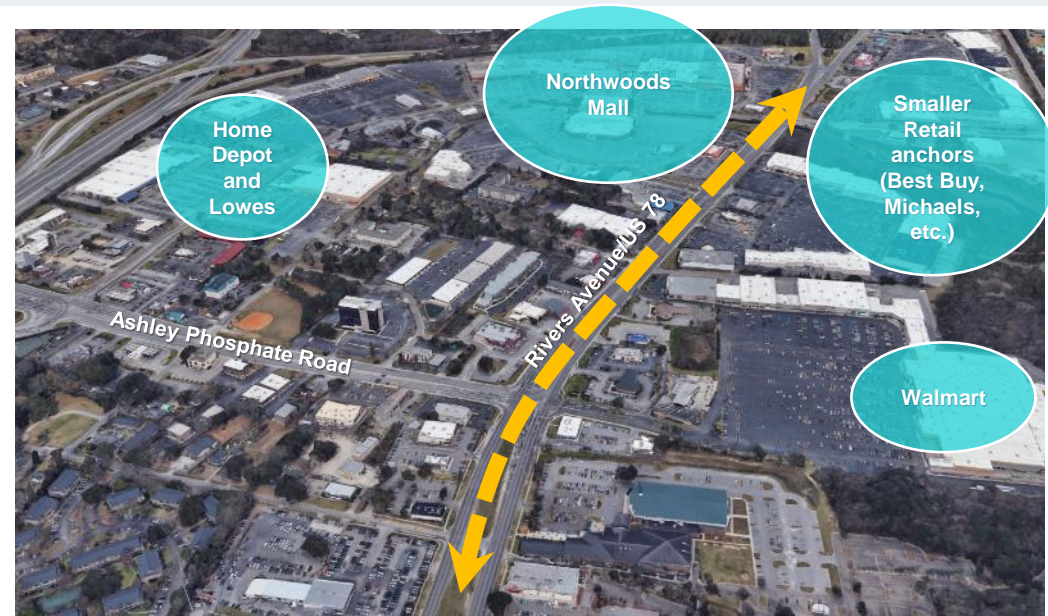 Northwoods
Mall
Home
Depot
and
Lowes
Smaller
Retail
anchors
(Best Buy,
Michaels,
etc.)
Rivers Avenue/US 78
Ashley Phosphate Road
Walmart